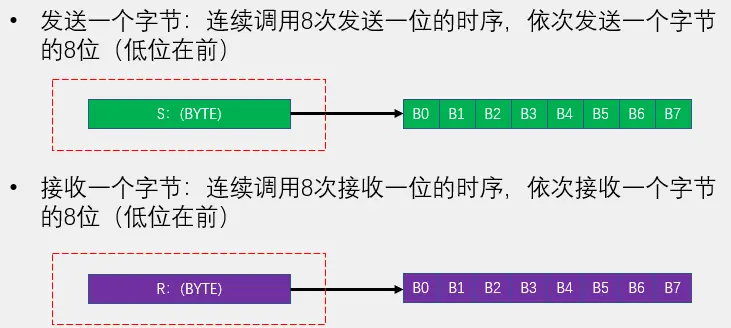 • 发送一个字节：连续调用8次发送一位的时序，依次发送一个字节
的8位（低位在前）
S:（BYTE） B0 B1 B2 B3 B4 B5 B6 B7
• 接收一个字节：连续调用8次接收一位的时序，依次接收一个字节
的8位（低位在前）
R:（BYTE） B0 B1 B2 B3 B4 B5 B6 B7